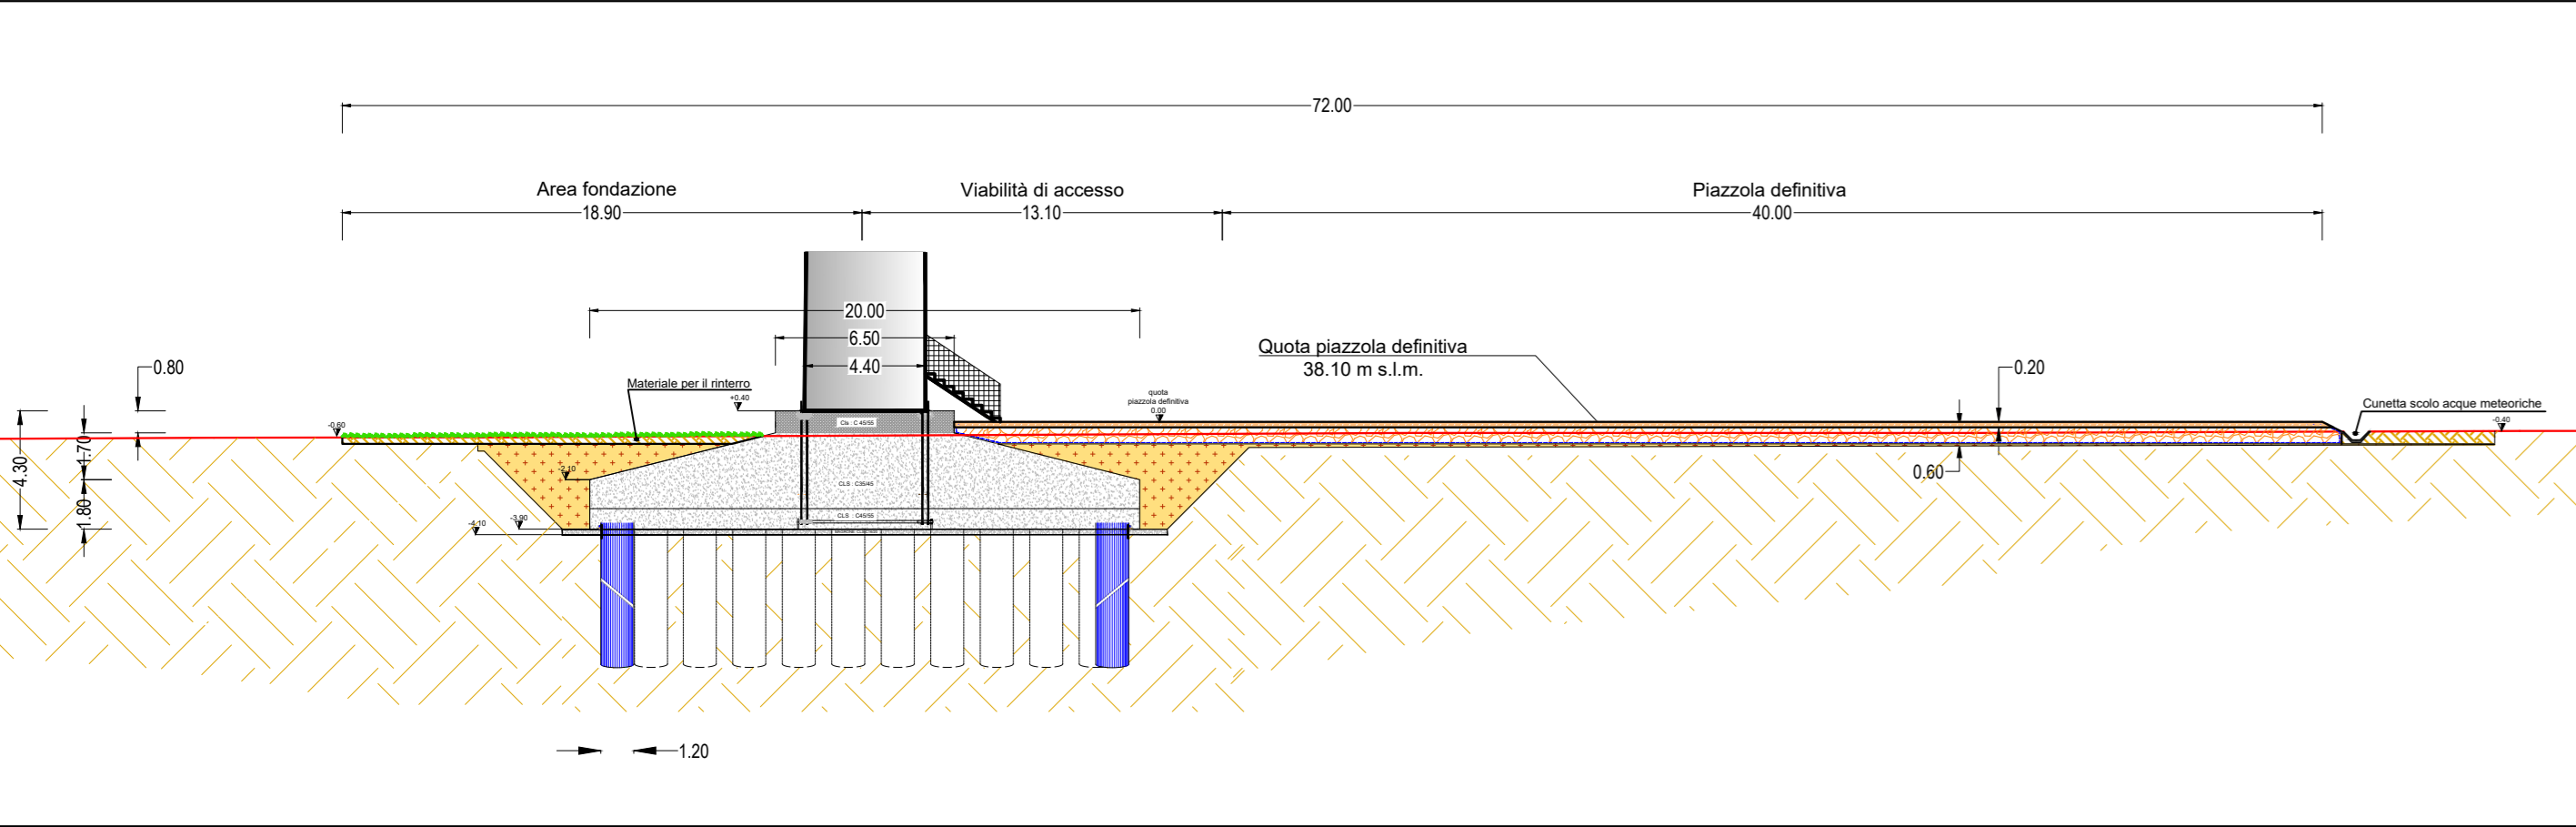 72.00
Area fondazione
Viabilità di accesso
Piazzola definitiva
18.90
13.10
40.00
20.00
6.50
4.40
Quota piazzola definitiva
38.10 m s.l.m.
0.80
0.20
Materiale per il rinterro
+0.40
quota
piazzola definitiva
0.00
Cunetta scolo acque meteoriche
-0.60
-0.40
Cls : C 45/55
4.30
1.70
1.80
0.60
-2.10
CLS : C35/45
CLS : C45/55
-3.90
-4.10
1.20